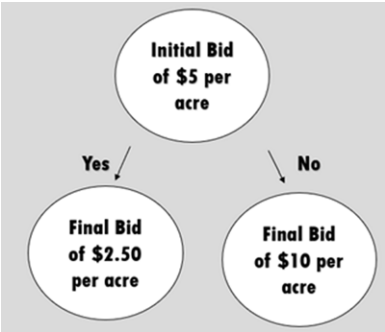 Initial Bid
of $5 per
acre
Yes
No
Final Bid
of $2.50
per acre
Final Bid
of $10 per
acre